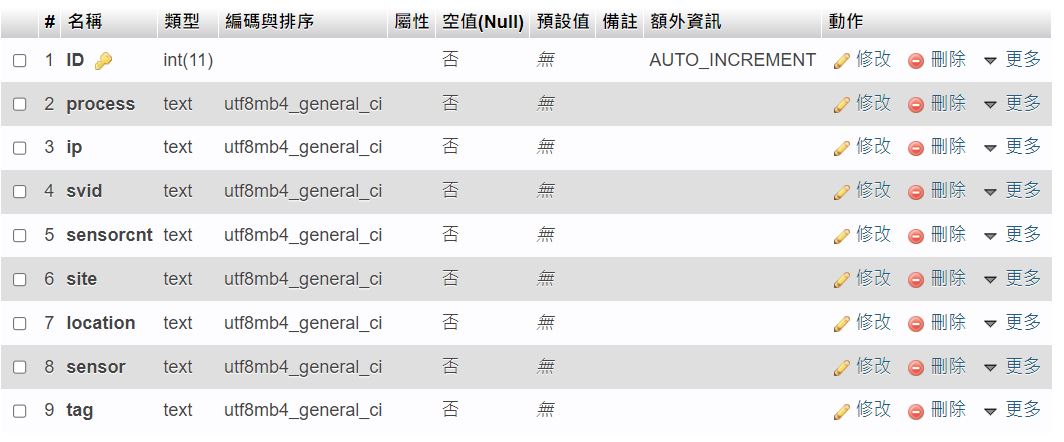 # 名稱 類型 編碼與排序 屬性 空值(Null) 預設值 備註 額外資訊 動作
1 ID int(11) 否 無 AUTO_INCREMENT 修改 刪除 更多
2 process text utf8mb4_general_ci 否 無 修改 刪除 更多
3 ip text utf8mb4_general_ci 否 無 修改 刪除 更多
4 svid text utf8mb4_general_ci 否 無 修改 刪除 更多
5 sensorcnt text utf8mb4_general_ci 否 無 修改 刪除 更多
6 site text utf8mb4_general_ci 否 無 修改 刪除 更多
7 location text utf8mb4_general_ci 否 無 修改 刪除 更多
8 sensor text utf8mb4_general_ci 否 無 修改 刪除 更多
9 tag text utf8mb4_general_ci 否 無 修改 刪除 更多